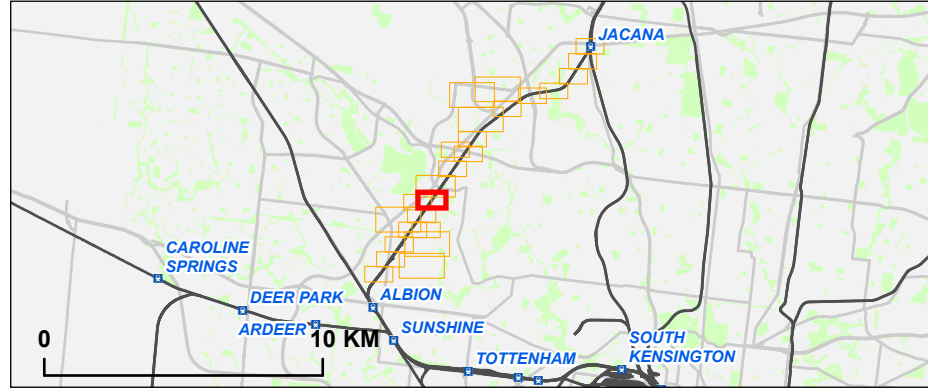 JACANA
CAROLINE
SPRINGS
DEER PARK
ALBION
ARDEER
SUNSHINE
0
10 KM
TOTTENHAM
SOUTH
KENSINGTON